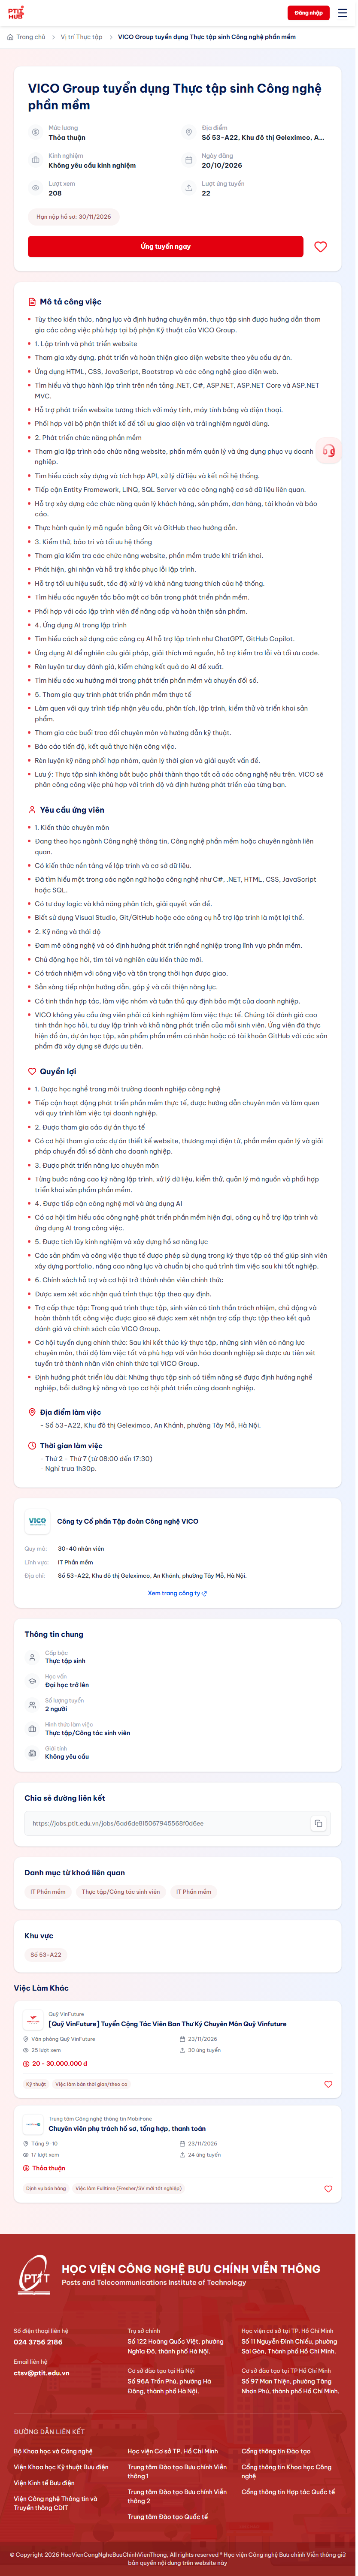 PTIT HUB
Đăng nhập
Trang chủ > Vị trí Thực tập > VICO Group tuyển dụng Thực tập sinh Công nghệ phần mềm
VICO Group tuyển dụng Thực tập sinh Công nghệ
phần mềm
Mức lương
Thỏa thuận
Địa điểm
Số 53-A22, Khu đô thị Geleximco, A...
Kinh nghiệm
Không yêu cầu kinh nghiệm
Ngày đăng
20/10/2026
Lượt xem
208
Lượt ứng tuyển
22
Hạn nộp hồ sơ: 30/11/2026
Ứng tuyển ngay
Mô tả công việc
Tùy theo kiến thức, năng lực và định hướng chuyên môn, thực tập sinh được hướng dẫn tham
gia các công việc phù hợp tại bộ phận Kỹ thuật của VICO Group.
1. Lập trình và phát triển website
Tham gia xây dựng, phát triển và hoàn thiện giao diện website theo yêu cầu dự án.
Ứng dụng HTML, CSS, JavaScript, Bootstrap và các công nghệ giao diện web.
Tìm hiểu và thực hành lập trình trên nền tảng .NET, C#, ASP.NET, ASP.NET Core và ASP.NET
MVC.
Hỗ trợ phát triển website tương thích với máy tính, máy tính bảng và điện thoại.
Phối hợp với bộ phận thiết kế để tối ưu giao diện và trải nghiệm người dùng.
2. Phát triển chức năng phần mềm
Tham gia lập trình các chức năng website, phần mềm quản lý và ứng dụng phục vụ doanh
nghiệp.
Tìm hiểu cách xây dựng và tích hợp API, xử lý dữ liệu và kết nối hệ thống.
Tiếp cận Entity Framework, LINQ, SQL Server và các công nghệ cơ sở dữ liệu liên quan.
Hỗ trợ xây dựng các chức năng quản lý khách hàng, sản phẩm, đơn hàng, tài khoản và báo
cáo.
Thực hành quản lý mã nguồn bằng Git và GitHub theo hướng dẫn.
3. Kiểm thử, bảo trì và tối ưu hệ thống
Tham gia kiểm tra các chức năng website, phần mềm trước khi triển khai.
Phát hiện, ghi nhận và hỗ trợ khắc phục lỗi lập trình.
Hỗ trợ tối ưu hiệu suất, tốc độ xử lý và khả năng tương thích của hệ thống.
Tìm hiểu các nguyên tắc bảo mật cơ bản trong phát triển phần mềm.
Phối hợp với các lập trình viên để nâng cấp và hoàn thiện sản phẩm.
4. Ứng dụng AI trong lập trình
Tìm hiểu cách sử dụng các công cụ AI hỗ trợ lập trình như ChatGPT, GitHub Copilot.
Ứng dụng AI để nghiên cứu giải pháp, giải thích mã nguồn, hỗ trợ kiểm tra lỗi và tối ưu code.
Rèn luyện tư duy đánh giá, kiểm chứng kết quả do AI đề xuất.
Tìm hiểu các xu hướng mới trong phát triển phần mềm và chuyển đổi số.
5. Tham gia quy trình phát triển phần mềm thực tế
Làm quen với quy trình tiếp nhận yêu cầu, phân tích, lập trình, kiểm thử và triển khai sản
phẩm.
Tham gia các buổi trao đổi chuyên môn và hướng dẫn kỹ thuật.
Báo cáo tiến độ, kết quả thực hiện công việc.
Rèn luyện kỹ năng phối hợp nhóm, quản lý thời gian và giải quyết vấn đề.
Lưu ý: Thực tập sinh không bắt buộc phải thành thạo tất cả các công nghệ nêu trên. VICO sẽ
phân công công việc phù hợp với trình độ và định hướng phát triển của từng bạn.
Yêu cầu ứng viên
1. Kiến thức chuyên môn
Đang theo học ngành Công nghệ thông tin, Công nghệ phần mềm hoặc chuyên ngành liên
quan.
Có kiến thức nền tảng về lập trình và cơ sở dữ liệu.
Đã tìm hiểu một trong các ngôn ngữ hoặc công nghệ như C#, .NET, HTML, CSS, JavaScript
hoặc SQL.
Có tư duy logic và khả năng phân tích, giải quyết vấn đề.
Biết sử dụng Visual Studio, Git/GitHub hoặc các công cụ hỗ trợ lập trình là một lợi thế.
2. Kỹ năng và thái độ
Đam mê công nghệ và có định hướng phát triển nghề nghiệp trong lĩnh vực phần mềm.
Chủ động học hỏi, tìm tòi và nghiên cứu kiến thức mới.
Có trách nhiệm với công việc và tôn trọng thời hạn được giao.
Sẵn sàng tiếp nhận hướng dẫn, góp ý và cải thiện năng lực.
Có tinh thần hợp tác, làm việc nhóm và tuân thủ quy định bảo mật của doanh nghiệp.
VICO không yêu cầu ứng viên phải có kinh nghiệm làm việc thực tế. Chúng tôi đánh giá cao
tinh thần học hỏi, tư duy lập trình và khả năng phát triển của mỗi sinh viên. Ứng viên đã thực
hiện đồ án, dự án học tập, sản phẩm phần mềm cá nhân hoặc có tài khoản GitHub với các sản
phẩm đã xây dựng sẽ được ưu tiên.
Quyền lợi
1. Được học nghề trong môi trường doanh nghiệp công nghệ
Tiếp cận hoạt động phát triển phần mềm thực tế, được hướng dẫn chuyên môn và làm quen
với quy trình làm việc tại doanh nghiệp.
2. Được tham gia các dự án thực tế
Có cơ hội tham gia các dự án thiết kế website, thương mại điện tử, phần mềm quản lý và giải
pháp chuyển đổi số dành cho doanh nghiệp.
3. Được phát triển năng lực chuyên môn
Từng bước nâng cao kỹ năng lập trình, xử lý dữ liệu, kiểm thử, quản lý mã nguồn và phối hợp
triển khai sản phẩm phần mềm.
4. Được tiếp cận công nghệ mới và ứng dụng AI
Có cơ hội tìm hiểu các công nghệ phát triển phần mềm hiện đại, công cụ hỗ trợ lập trình và
ứng dụng AI trong công việc.
5. Được tích lũy kinh nghiệm và xây dựng hồ sơ năng lực
Các sản phẩm và công việc thực tế được phép sử dụng trong kỳ thực tập có thể giúp sinh viên
xây dựng portfolio, nâng cao năng lực và chuẩn bị cho quá trình tìm việc sau khi tốt nghiệp.
6. Chính sách hỗ trợ và cơ hội trở thành nhân viên chính thức
Được xem xét xác nhận quá trình thực tập theo quy định.
Trợ cấp thực tập: Trong quá trình thực tập, sinh viên có tinh thần trách nhiệm, chủ động và
hoàn thành tốt công việc được giao sẽ được xem xét nhận trợ cấp thực tập theo kết quả
đánh giá và chính sách của VICO Group.
Cơ hội tuyển dụng chính thức: Sau khi kết thúc kỳ thực tập, những sinh viên có năng lực
chuyên môn, thái độ làm việc tốt và phù hợp với văn hóa doanh nghiệp sẽ được ưu tiên xét
tuyển trở thành nhân viên chính thức tại VICO Group.
Định hướng phát triển lâu dài: Những thực tập sinh có tiềm năng sẽ được định hướng nghề
nghiệp, bồi dưỡng kỹ năng và tạo cơ hội phát triển cùng doanh nghiệp.
Địa điểm làm việc
- Số 53-A22, Khu đô thị Geleximco, An Khánh, phường Tây Mỗ, Hà Nội.
Thời gian làm việc
- Thứ 2 - Thứ 7 (từ 08:00 đến 17:30)
- Nghỉ trưa 1h30p.
VICO
Công ty Cổ phần Tập đoàn Công nghệ VICO
Quy mô: 30-40 nhân viên
Lĩnh vực: IT Phần mềm
Địa chỉ: Số 53-A22, Khu đô thị Geleximco, An Khánh, phường Tây Mỗ, Hà Nội.
Xem trang công ty
Thông tin chung
Cấp bậc
Thực tập sinh
Học vấn
Đại học trở lên
Số lượng tuyển
2 người
Hình thức làm việc
Thực tập/Công tác sinh viên
Giới tính
Không yêu cầu
Chia sẻ đường liên kết
https://jobs.ptit.edu.vn/jobs/6ad6de815067945568f0d6ee
Danh mục từ khoá liên quan
IT Phần mềm
Thực tập/Công tác sinh viên
IT Phần mềm
Khu vực
Số 53-A22
Việc Làm Khác
Quỹ VinFuture
[Quỹ VinFuture] Tuyển Cộng Tác Viên Ban Thư Ký Chuyên Môn Quỹ Vinfuture
Văn phòng Quỹ VinFuture
23/11/2026
25 lượt xem
30 ứng tuyển
20 - 30.000.000 đ
Kỹ thuật
Việc làm bán thời gian/theo ca
Trung tâm Công nghệ thông tin MobiFone
Chuyên viên phụ trách hồ sơ, tổng hợp, thanh toán
Tầng 9-10
23/11/2026
17 lượt xem
24 ứng tuyển
Thỏa thuận
Dịch vụ bán hàng
Việc làm Fulltime (Fresher/SV mới tốt nghiệp)
PTIT
HỌC VIỆN CÔNG NGHỆ BƯU CHÍNH VIỄN THÔNG
Posts and Telecommunications Institute of Technology
Số điện thoại liên hệ
024 3756 2186
Email liên hệ
ctsv@ptit.edu.vn
Trụ sở chính
Số 122 Hoàng Quốc Việt, phường
Nghĩa Đô, thành phố Hà Nội.
Cơ sở đào tạo tại Hà Nội
Số 96A Trần Phú, phường Hà
Đông, thành phố Hà Nội.
Học viện cơ sở tại TP. Hồ Chí Minh
Số 11 Nguyễn Đình Chiểu, phường
Sài Gòn, Thành phố Hồ Chí Minh.
Cơ sở đào tạo tại TP Hồ Chí Minh
Số 97 Man Thiện, phường Tăng
Nhơn Phú, thành phố Hồ Chí Minh.
ĐƯỜNG DẪN LIÊN KẾT
Bộ Khoa học và Công nghệ
Viện Khoa học Kỹ thuật Bưu điện
Viện Kinh tế Bưu điện
Viện Công nghệ Thông tin và
Truyền thông CDIT
Học viện Cơ sở TP. Hồ Chí Minh
Trung tâm Đào tạo Bưu chính Viễn
thông 1
Trung tâm Đào tạo Bưu chính Viễn
thông 2
Trung tâm Đào tạo Quốc tế
Cổng thông tin Đào tạo
Cổng thông tin Khoa học Công
nghệ
Cổng thông tin Hợp tác Quốc tế
Copyright 2026 HocVienCongNgheBuuChinhVienThong, All rights reserved ® Học viện Công nghệ Bưu chính Viễn thông giữ
bản quyền nội dung trên website này